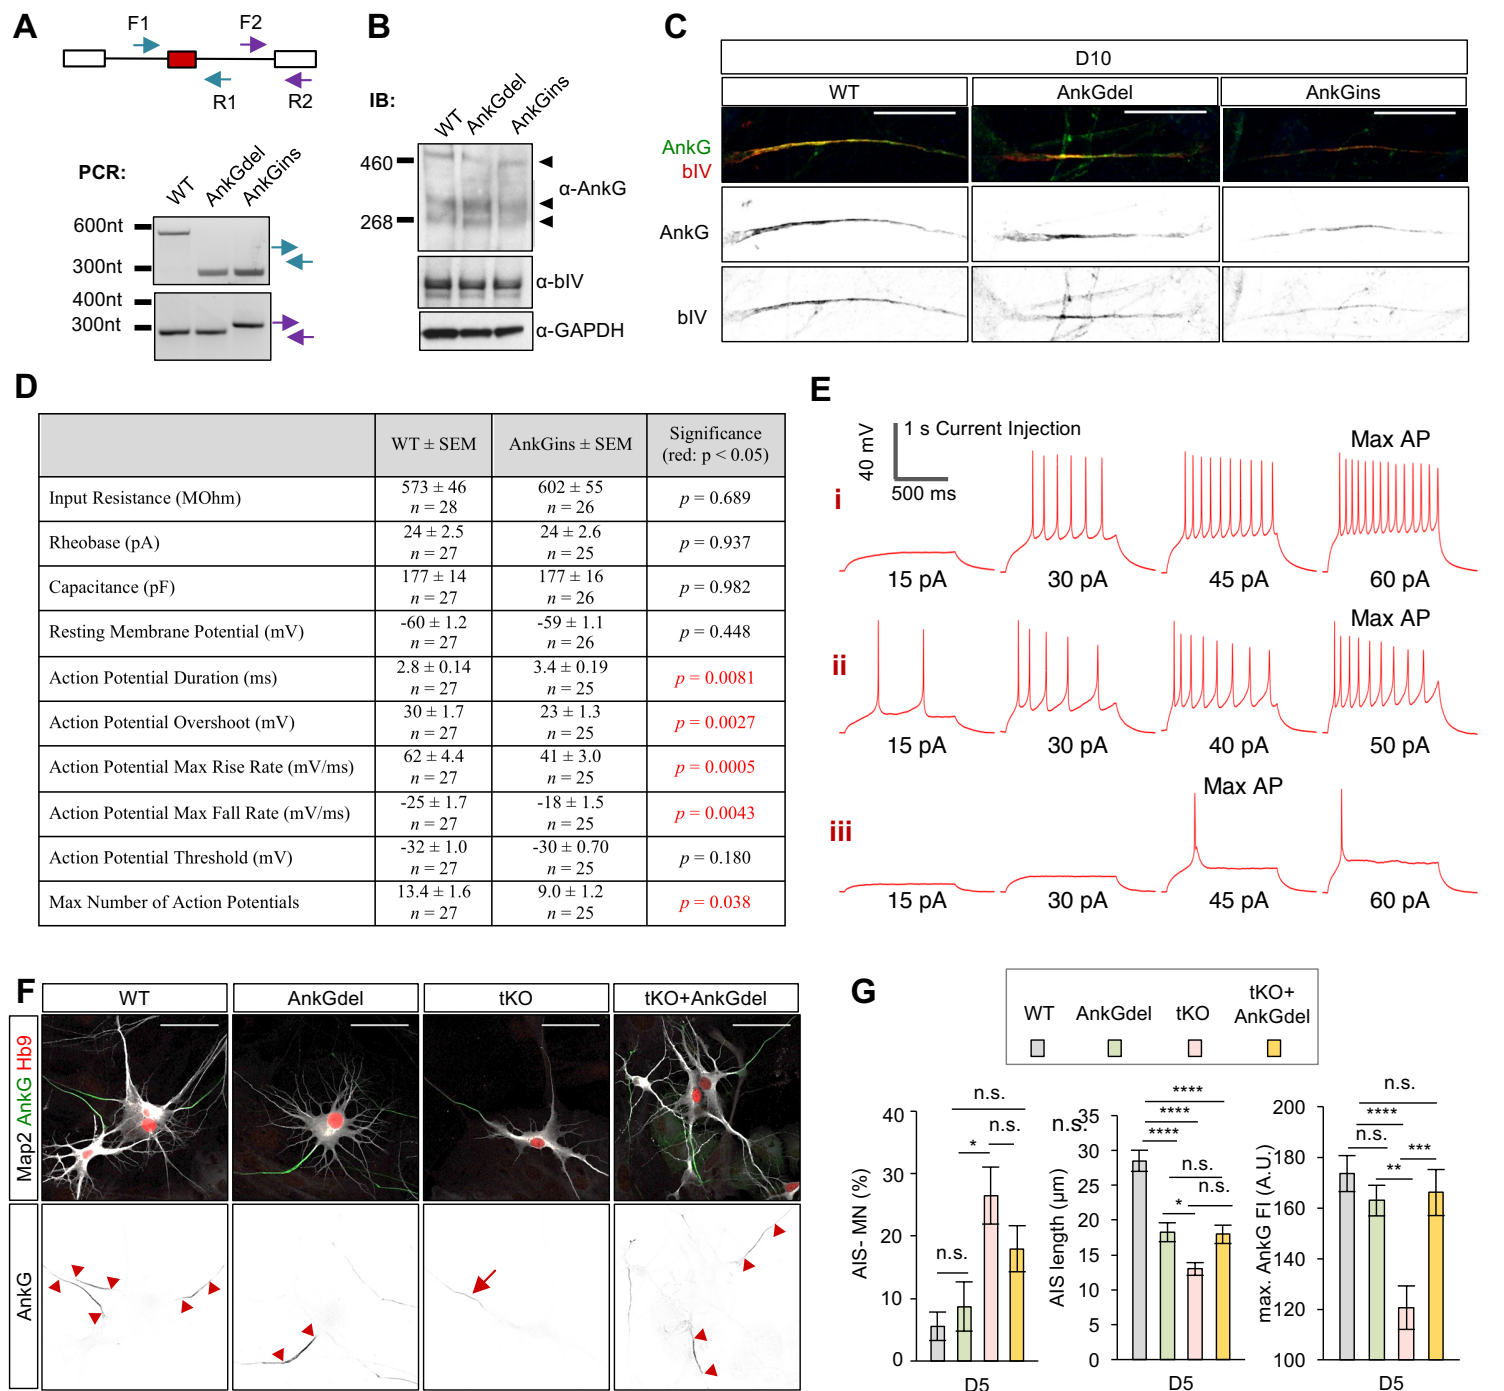 A
F1
F2
R1
R2
PCR:
WT
AnkGdel
AnkGins
600nt
300nt
400nt
300nt
B
IB:
WT
AnkGdel
AnkGins
460
268
α-AnkG
α-bIV
α-GAPDH
C
D10
WT
AnkGdel
AnkGins
AnkG
bIV
AnkG
bIV
D
WT ± SEM
AnkGins ± SEM
Significance
(red: p < 0.05)
Input Resistance (MOhm)
573 ± 46
n = 28
602 ± 55
n = 26
p = 0.689
Rheobase (pA)
24 ± 2.5
n = 27
24 ± 2.6
n = 25
p = 0.937
Capacitance (pF)
177 ± 14
n = 27
177 ± 16
n = 26
p = 0.982
Resting Membrane Potential (mV)
-60 ± 1.2
n = 27
-59 ± 1.1
n = 26
p = 0.448
Action Potential Duration (ms)
2.8 ± 0.14
n = 27
3.4 ± 0.19
n = 25
p = 0.0081
Action Potential Overshoot (mV)
30 ± 1.7
n = 27
23 ± 1.3
n = 25
p = 0.0027
Action Potential Max Rise Rate (mV/ms)
62 ± 4.4
n = 27
41 ± 3.0
n = 25
p = 0.0005
Action Potential Max Fall Rate (mV/ms)
-25 ± 1.7
n = 27
-18 ± 1.5
n = 25
p = 0.0043
Action Potential Threshold (mV)
-32 ± 1.0
n = 27
-30 ± 0.70
n = 25
p = 0.180
Max Number of Action Potentials
13.4 ± 1.6
n = 27
9.0 ± 1.2
n = 25
p = 0.038
E
40 mV
1 s Current Injection
500 ms
Max AP
i
15 pA
30 pA
45 pA
60 pA
Max AP
ii
15 pA
30 pA
40 pA
50 pA
Max AP
iii
15 pA
30 pA
45 pA
60 pA
F
WT
AnkGdel
tKO
tKO+AnkGdel
Map2 AnkG Hb9
AnkG
G
WT
AnkGdel
tKO
tKO+
AnkGdel
AIS- MN (%)
40
30
20
10
0
n.s.
n.s.
*
n.s.
D5
AIS length (µm)
35
30
25
20
15
10
5
0
n.s.
****
****
****
n.s.
n.s.
*
D5
max. AnkG FI (A.U.)
200
180
160
140
120
100
n.s.
****
n.s.
***
**
D5